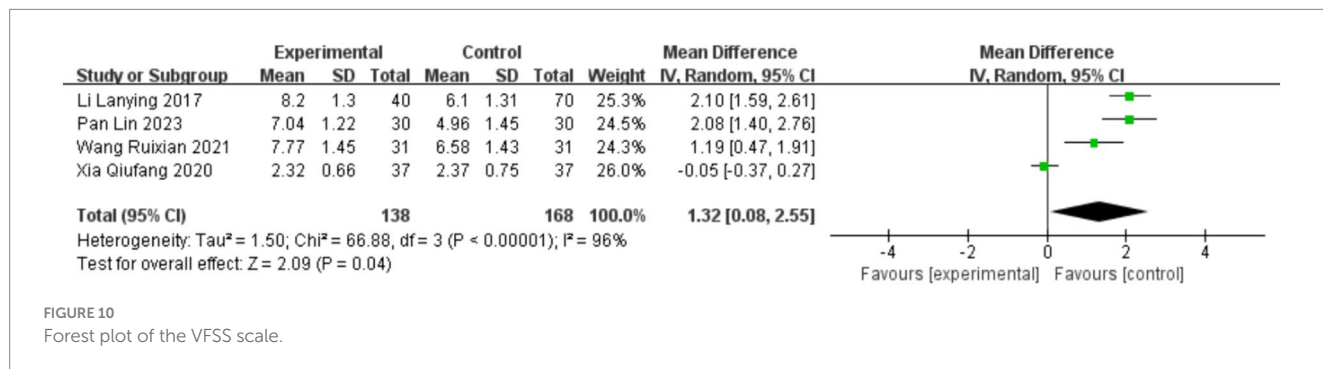 Experimental Control Mean Difference Mean Difference
Study or Subgroup Mean SD Total Mean SD Total Weight IV, Random, 95% CI IV, Random, 95% CI
Li Lanying 2017 8.2 1.3 40 6.1 1.31 70 25.3% 2.10 [1.59, 2.61]
Pan Lin 2023 7.04 1.22 30 4.96 1.45 30 24.5% 2.08 [1.40, 2.76]
Wang Ruixian 2021 7.77 1.45 31 6.58 1.43 31 24.3% 1.19 [0.47, 1.91]
Xia Qiufang 2020 2.32 0.66 37 2.37 0.75 37 26.0% -0.05 [-0.37, 0.27]
Total (95% CI) 138 168 100.0% 1.32 [0.08, 2.55]
Heterogeneity: Tau² = 1.50; Chi² = 66.88, df = 3 (P < 0.00001); I² = 96%
Test for overall effect: Z = 2.09 (P = 0.04)
-4 -2 0 2 4
Favours [experimental] Favours [control]
FIGURE 10
Forest plot of the VFSS scale.